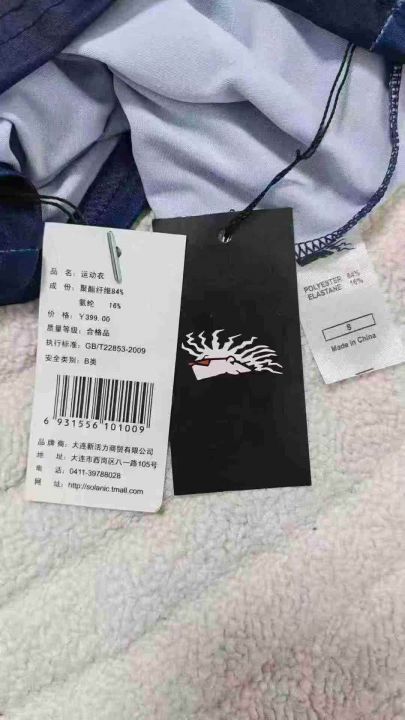 品 名：运动衣
成 份：聚酯纤维84%
氨纶 16%
价 格：￥399.00
质量等级：合格品
执行标准：GB/T22853-2009
安全类别：B类
6 931556 101009
品 牌 商：大连新活力商贸有限公司
地 址：大连市西岗区八一路105号
电 话：0411-39788028
网 址：http://solanic.tmall.com
POLYESTER 84%
ELASTANE 16%
S
Made in China